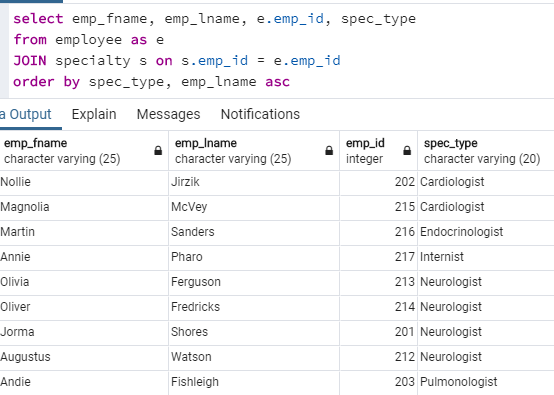 select emp_fname, emp_lname, e.emp_id, spec_type
from employee as e
JOIN specialty s on s.emp_id = e.emp_id
order by spec_type, emp_lname asc
a Output Explain Messages Notifications
emp_fname emp_lname emp_id spec_type
character varying (25) character varying (25) integer character varying (20)
Nollie Jirzik 202 Cardiologist
Magnolia McVey 215 Cardiologist
Martin Sanders 216 Endocrinologist
Annie Pharo 217 Internist
Olivia Ferguson 213 Neurologist
Oliver Fredricks 214 Neurologist
Jorma Shores 201 Neurologist
Augustus Watson 212 Neurologist
Andie Fishleigh 203 Pulmonologist